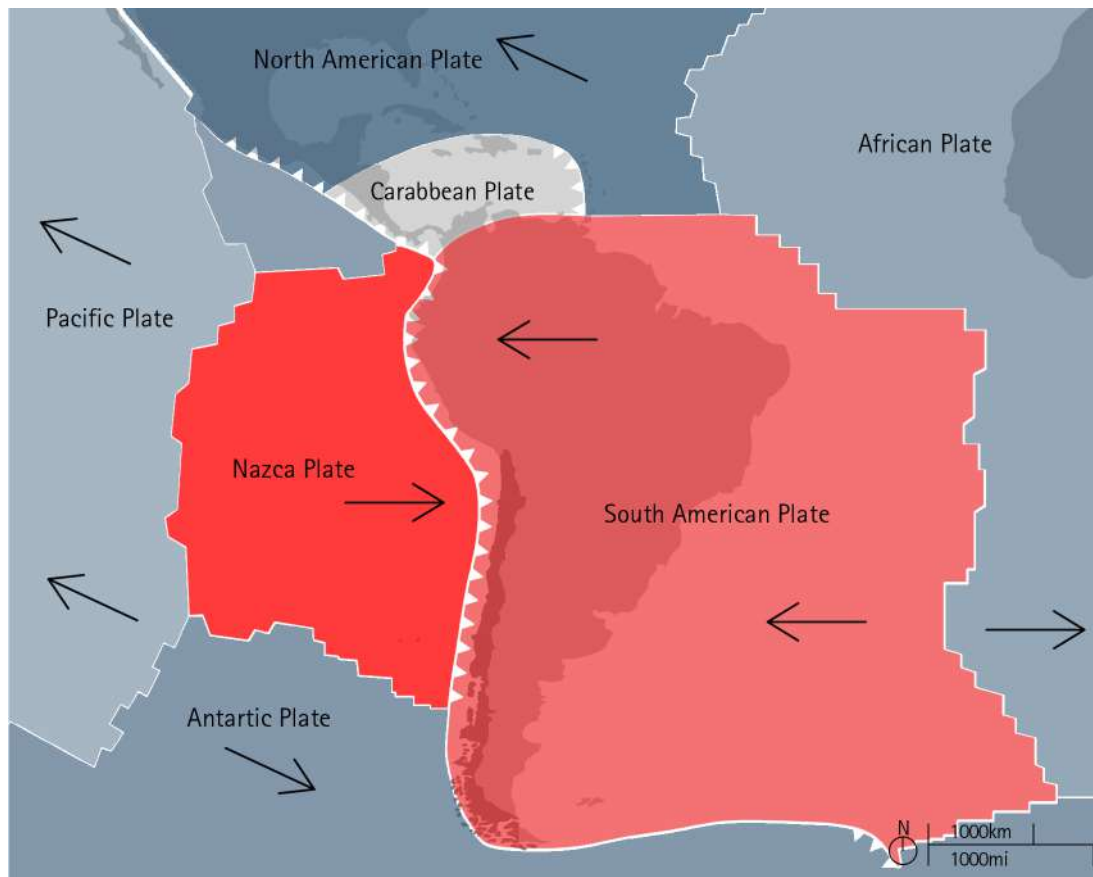 North American Plate
African Plate
Carabbean Plate
Pacific Plate
Nazca Plate
South American Plate
Antartic Plate
N
1000km
1000mi